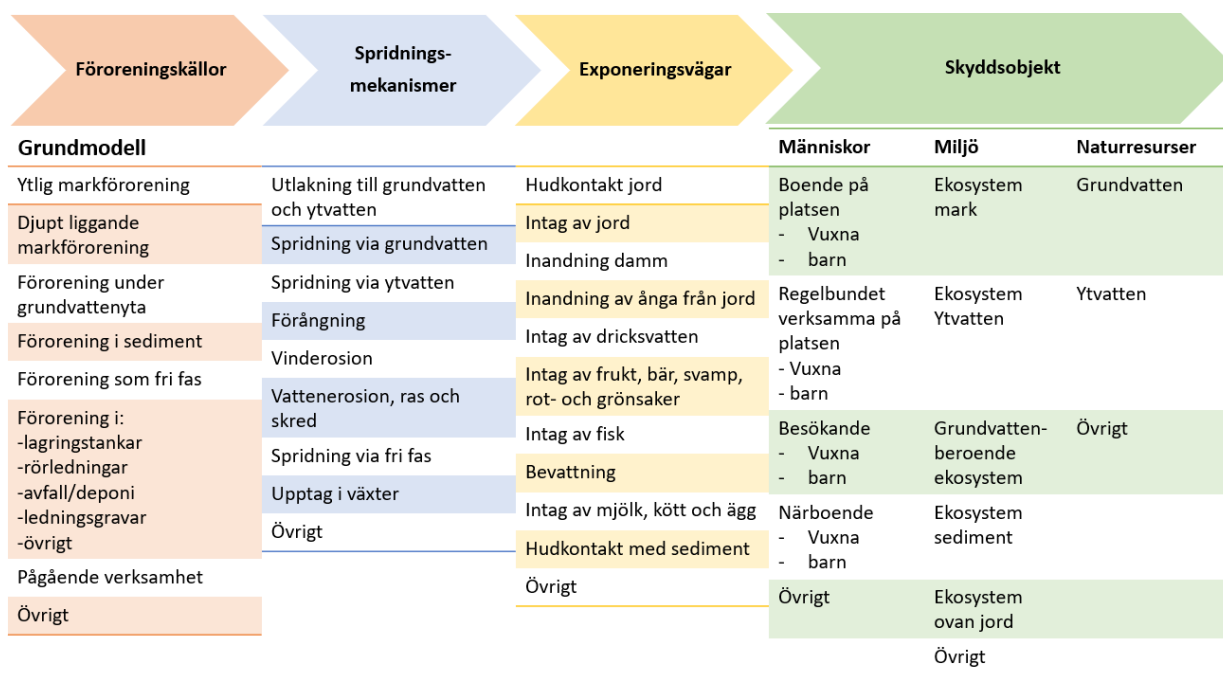 Föroreningskällor
Spridnings-
mekanismer
Exponeringsvägar
Skyddsobjekt
Grundmodell
Ytlig markförorening
Djupt liggande
markförorening
Förorening under
grundvattenyta
Förorening i sediment
Förorening som fri fas
Förorening i:
-lagringstankar
-rörledningar
-avfall/deponi
-ledningsgravar
-övrigt
Pågående verksamhet
Övrigt
Utlakning till grundvatten
och ytvatten
Spridning via grundvatten
Spridning via ytvatten
Förångning
Vinderosion
Vattenerosion, ras och
skred
Spridning via fri fas
Upptag i växter
Övrigt
Hudkontakt jord
Intag av jord
Inandning damm
Inandning av ånga från jord
Intag av dricksvatten
Intag av frukt, bär, svamp,
rot- och grönsaker
Intag av fisk
Bevattning
Intag av mjölk, kött och ägg
Hudkontakt med sediment
Övrigt
Människor
Boende på
platsen
- Vuxna
- barn
Regelbundet
verksamma på
platsen
- Vuxna
- barn
Besökande
- Vuxna
- barn
Närboende
- Vuxna
- barn
Övrigt
Miljö
Ekosystem
mark
Ekosystem
Ytvatten
Grundvatten-
beroende
ekosystem
Ekosystem
sediment
Ekosystem
ovan jord
Övrigt
Naturresurser
Grundvatten
Ytvatten
Övrigt